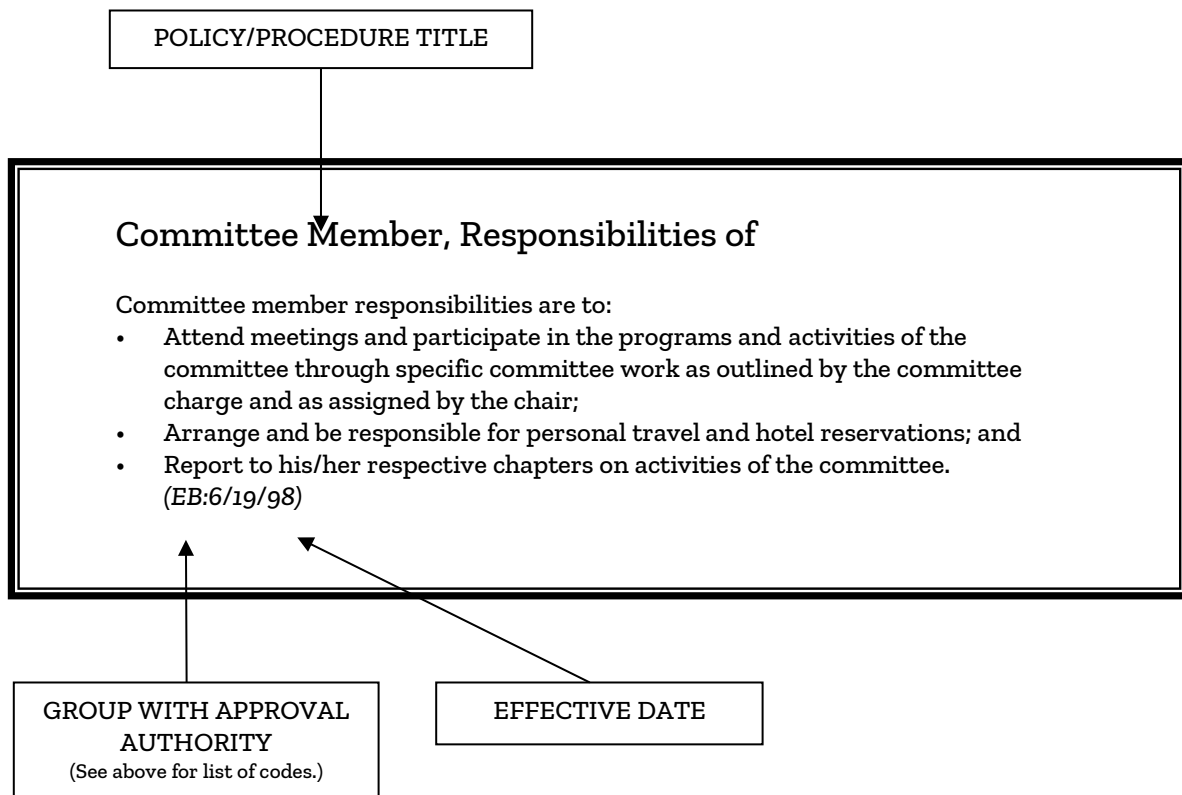 POLICY/PROCEDURE TITLE
Committee Member, Responsibilities of
Committee member responsibilities are to:
• Attend meetings and participate in the programs and activities of the
committee through specific committee work as outlined by the committee
charge and as assigned by the chair;
• Arrange and be responsible for personal travel and hotel reservations; and
• Report to his/her respective chapters on activities of the committee.
(EB:6/19/98)
GROUP WITH APPROVAL
AUTHORITY
(See above for list of codes.)
EFFECTIVE DATE